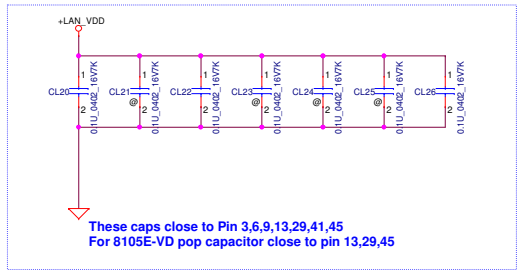 +LAN_VDD
1 1 1 1 1 1 1
CL20 CL21 CL22 CL23 CL24 CL25 CL26
@ @ @ @
2 2 2 2 2 2 2
0.1U_0402_16V7K 0.1U_0402_16V7K 0.1U_0402_16V7K 0.1U_0402_16V7K 0.1U_0402_16V7K 0.1U_0402_16V7K 0.1U_0402_16V7K
These caps close to Pin 3,6,9,13,29,41,45
For 8105E-VD pop capacitor close to pin 13,29,45